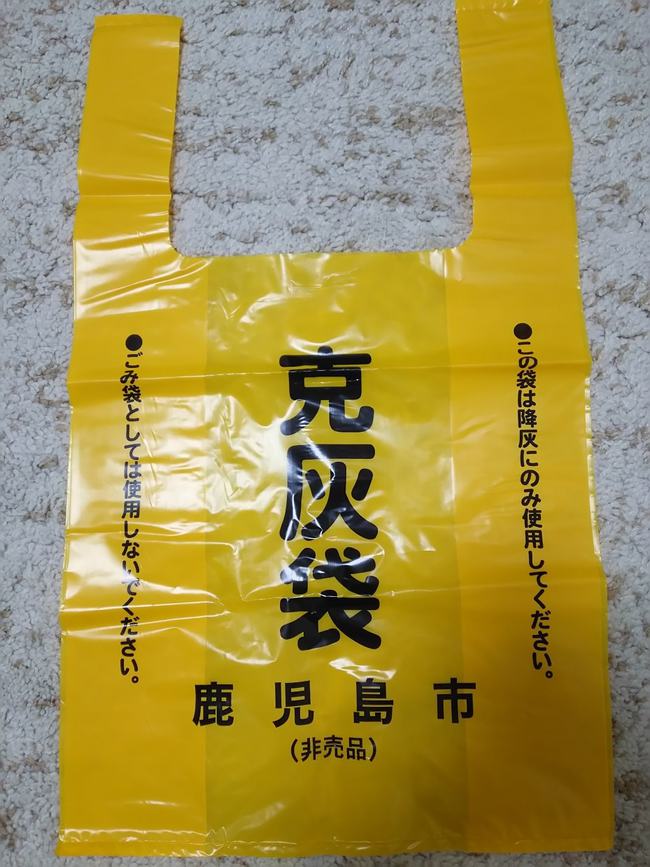 ●この袋は降灰にのみ使用してください。
克灰袋
●ごみ袋としては使用しないでください。
鹿児島市
（非売品）